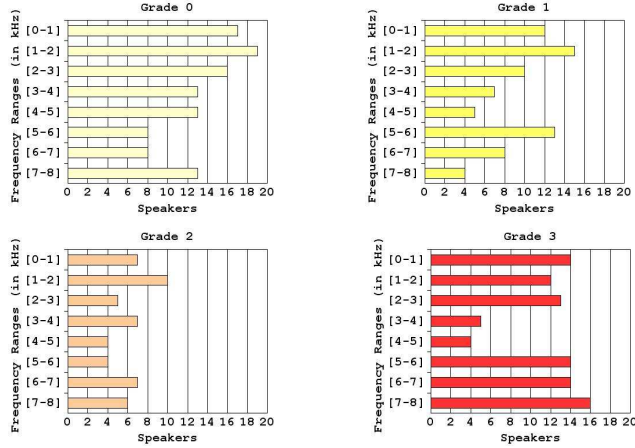 Grade 0
Frequency Ranges (in kHz)
[0-1]
[1-2]
[2-3]
[3-4]
[4-5]
[5-6]
[6-7]
[7-8]
0 2 4 6 8 10 12 14 16 18 20
Speakers
Grade 1
Frequency Ranges (in kHz)
[0-1]
[1-2]
[2-3]
[3-4]
[4-5]
[5-6]
[6-7]
[7-8]
0 2 4 6 8 10 12 14 16 18 20
Speakers
Grade 2
Frequency Ranges (in kHz)
[0-1]
[1-2]
[2-3]
[3-4]
[4-5]
[5-6]
[6-7]
[7-8]
0 2 4 6 8 10 12 14 16 18 20
Speakers
Grade 3
Frequency Ranges (in kHz)
[0-1]
[1-2]
[2-3]
[3-4]
[4-5]
[5-6]
[6-7]
[7-8]
0 2 4 6 8 10 12 14 16 18 20
Speakers